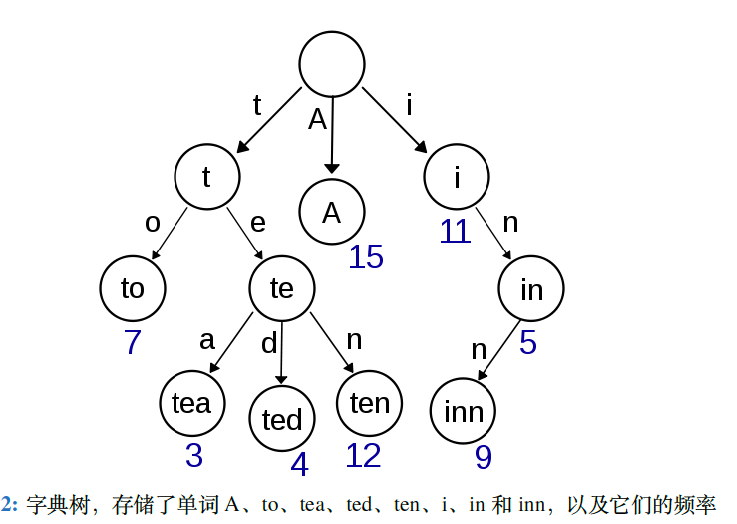 t
A
i
t
A
i
11
15
o
e
n
to
te
in
7
5
a
d
n
n
tea
ted
ten
inn
3
4
12
9
2: 字典树，存储了单词 A、to、tea、ted、ten、i、in 和 inn，以及它们的频率